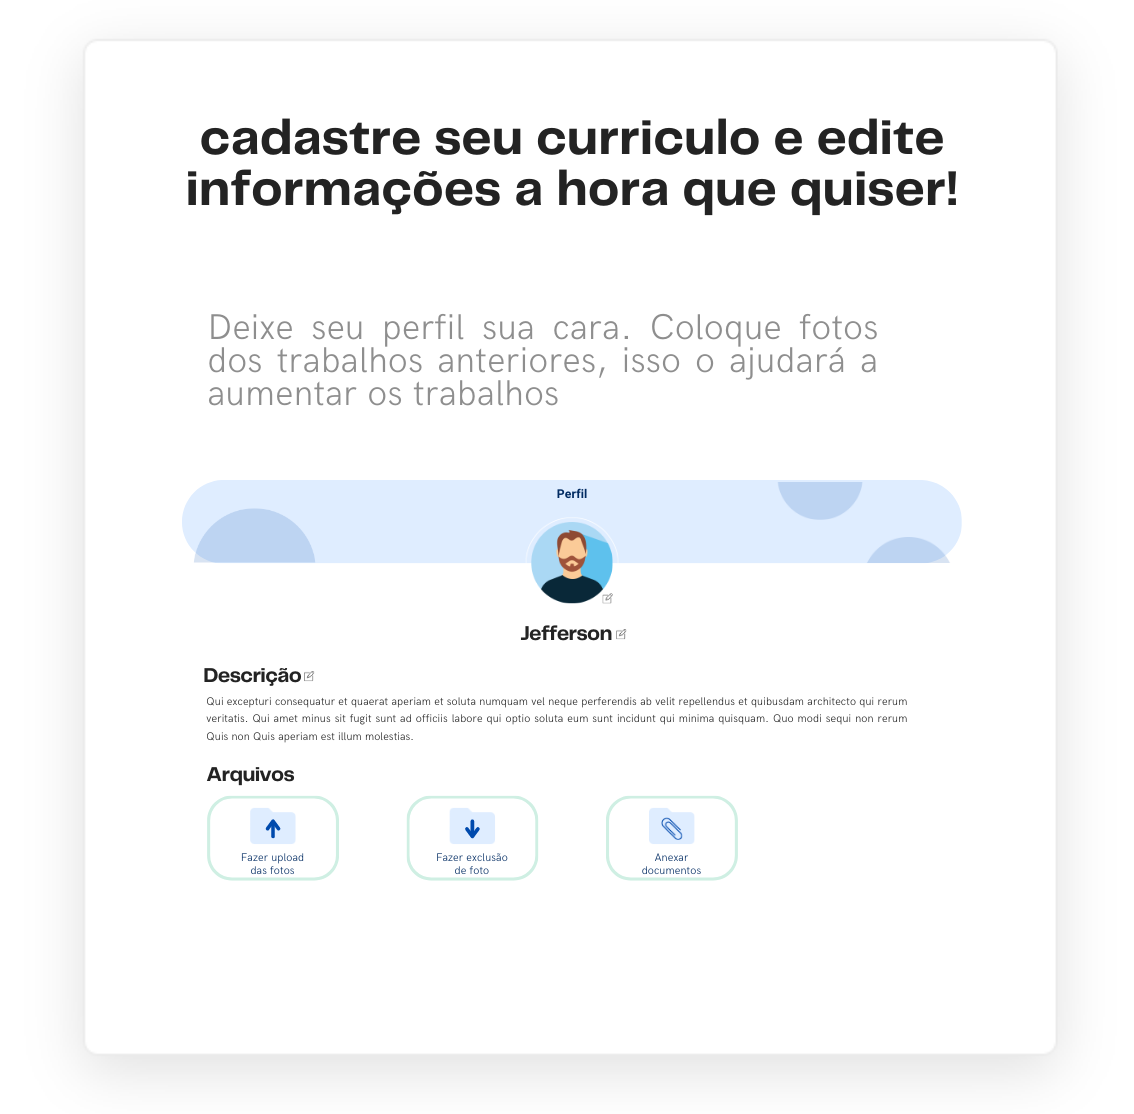 cadastre seu curriculo e edite
informações a hora que quiser!
Deixe seu perfil sua cara. Coloque fotos
dos trabalhos anteriores, isso o ajudará a
aumentar os trabalhos
Perfil
Jefferson
Descrição
Qui excepturi consequatur et quaerat aperiam et soluta numquam vel neque perferendis ab velit repellendus et quibusdam architecto qui rerum
veritatis. Qui amet minus sit fugit sunt ad officiis labore qui optio soluta eum sunt incidunt qui minima quisquam. Quo modi sequi non rerum
Quis non Quis aperiam est illum molestias.
Arquivos
Fazer upload
das fotos
Fazer exclusão
de foto
Anexar
documentos